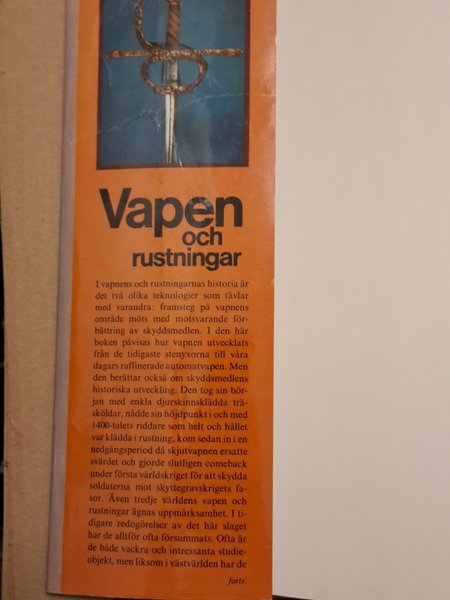 Vapen
och
rustningar
I vapnens och rustningarnas historia är
det två olika teknologier som tävlar
med varandra: framsteg på vapnens
område möts med motsvarande för-
bättring av skyddsmedlen. I den här
boken påvisas hur vapnen utvecklats
från de tidigaste stenyxorna till våra
dagars raffinerade automatvapen. Men
den berättar också om skyddsmedlens
historiska utveckling. Den tog sin bör-
jan med enkla djurskinnsklädda trä-
sköldar, nådde sin höjdpunkt i och med
1400-talets riddare som helt och hållet
var klädda i rustning, kom sedan in i en
nedgångsperiod då skjutvapnen ersatte
svärdet och gjorde slutligen comeback
under första världskriget för att skydda
soldaterna mot skyttegravskrigets fa-
sor. Även tredje världens vapen och
rustningar ägnas uppmärksamhet. I ti-
digare redogörelser av det här slaget
har de alltför ofta försummats. Ofta är
de både vackra och intressanta studie-
objekt, men liksom i västvärlden har de
forts.